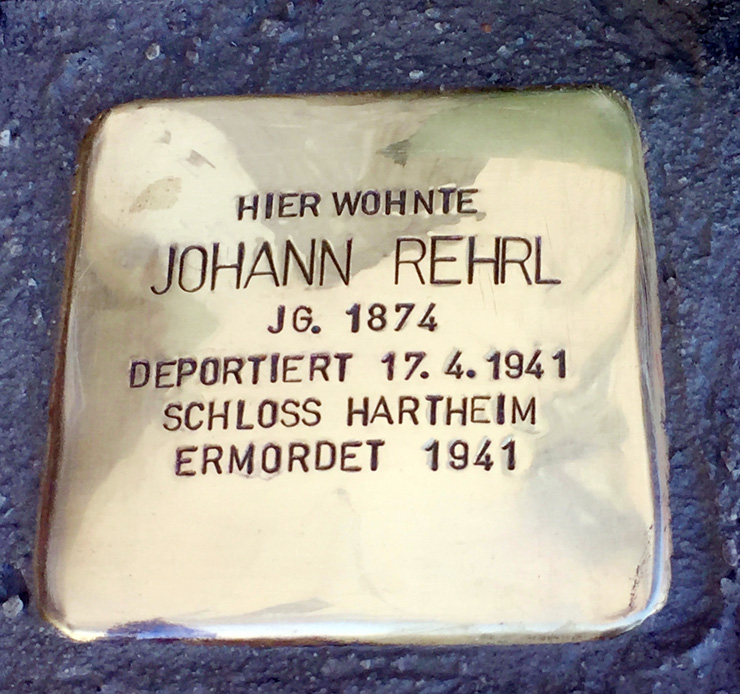 HIER WOHNTE
JOHANN REHRL
JG. 1874
DEPORTIERT 17.4.1941
SCHLOSS HARTHEIM
ERMORDET 1941